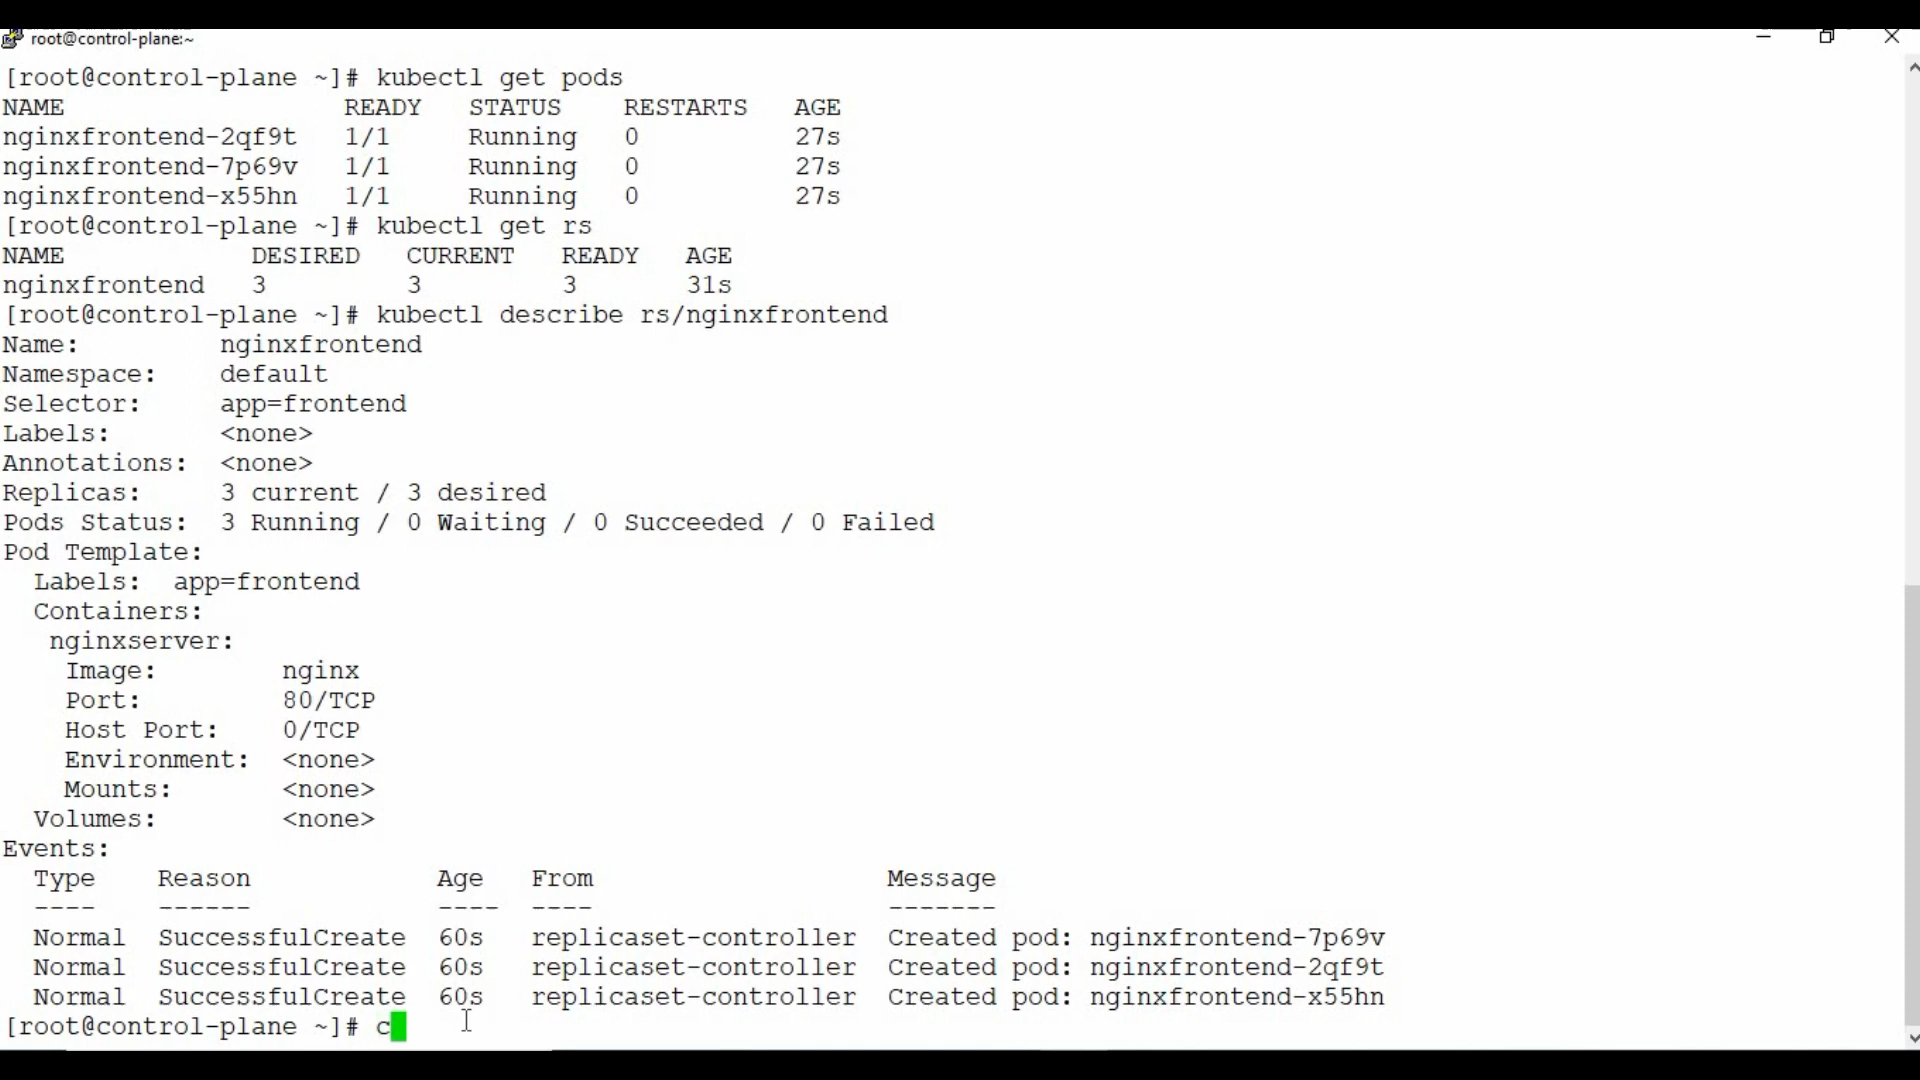 root@control-plane:~
[root@control-plane ~]# kubectl get pods
NAME                  READY   STATUS    RESTARTS   AGE
nginxfrontend-2qf9t   1/1     Running   0          27s
nginxfrontend-7p69v   1/1     Running   0          27s
nginxfrontend-x55hn   1/1     Running   0          27s
[root@control-plane ~]# kubectl get rs
NAME            DESIRED   CURRENT   READY   AGE
nginxfrontend   3         3         3       31s
[root@control-plane ~]# kubectl describe rs/nginxfrontend
Name:         nginxfrontend
Namespace:    default
Selector:     app=frontend
Labels:       <none>
Annotations:  <none>
Replicas:     3 current / 3 desired
Pods Status:  3 Running / 0 Waiting / 0 Succeeded / 0 Failed
Pod Template:
  Labels:  app=frontend
  Containers:
   nginxserver:
    Image:        nginx
    Port:         80/TCP
    Host Port:    0/TCP
    Environment:  <none>
    Mounts:       <none>
  Volumes:        <none>
Events:
  Type    Reason            Age   From                   Message
  ----    ------            ----  ----                   -------
  Normal  SuccessfulCreate  60s   replicaset-controller  Created pod: nginxfrontend-7p69v
  Normal  SuccessfulCreate  60s   replicaset-controller  Created pod: nginxfrontend-2qf9t
  Normal  SuccessfulCreate  60s   replicaset-controller  Created pod: nginxfrontend-x55hn
[root@control-plane ~]# c